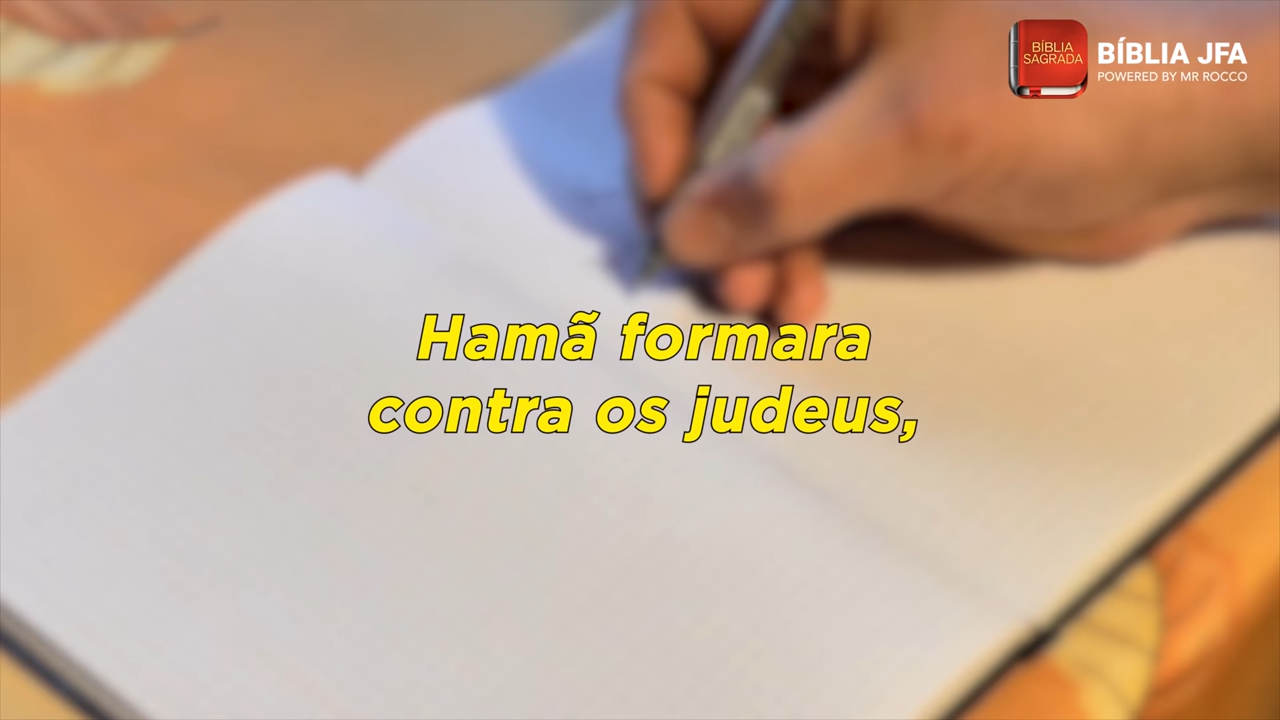 BÍBLIA
SAGRADA
BÍBLIA JFA
POWERED BY MR ROCCO
Hamã formara
contra os judeus,